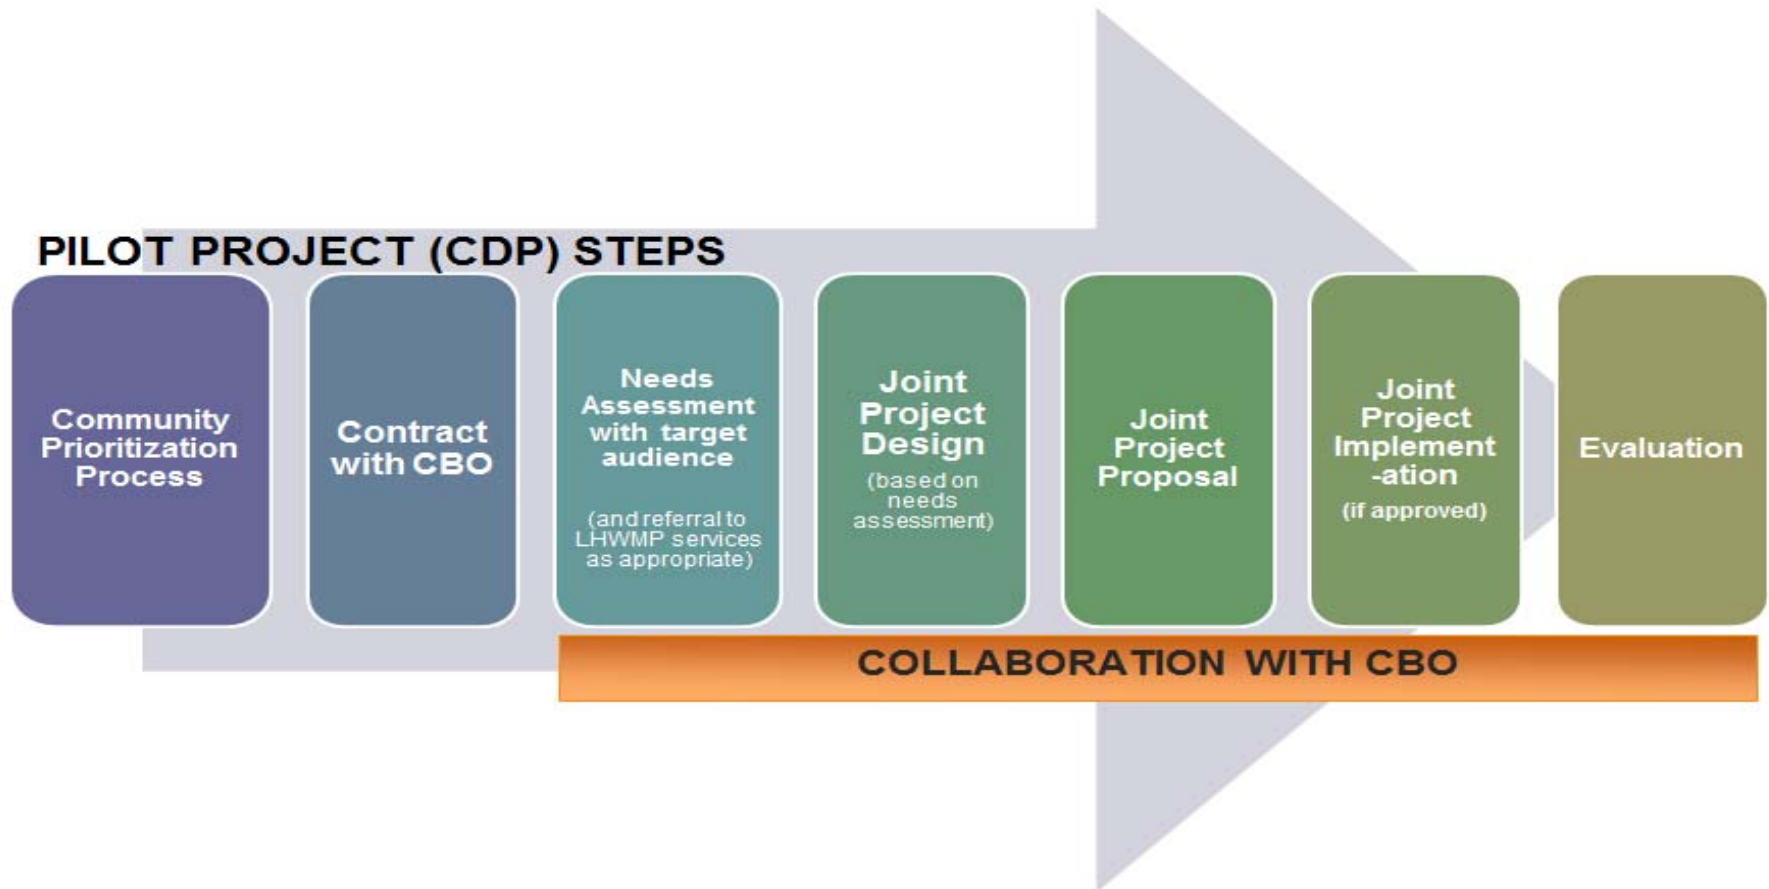 PILOT PROJECT (CDP) STEPS
Community
Prioritization
Process
Contract
with CBO
Needs
Assessment
with target
audience
(and referral to
LHWMP services
as appropriate)
Joint
Project
Design
(based on
needs
assessment)
Joint
Project
Proposal
Joint
Project
Implement
-ation
(if approved)
Evaluation
COLLABORATION WITH CBO